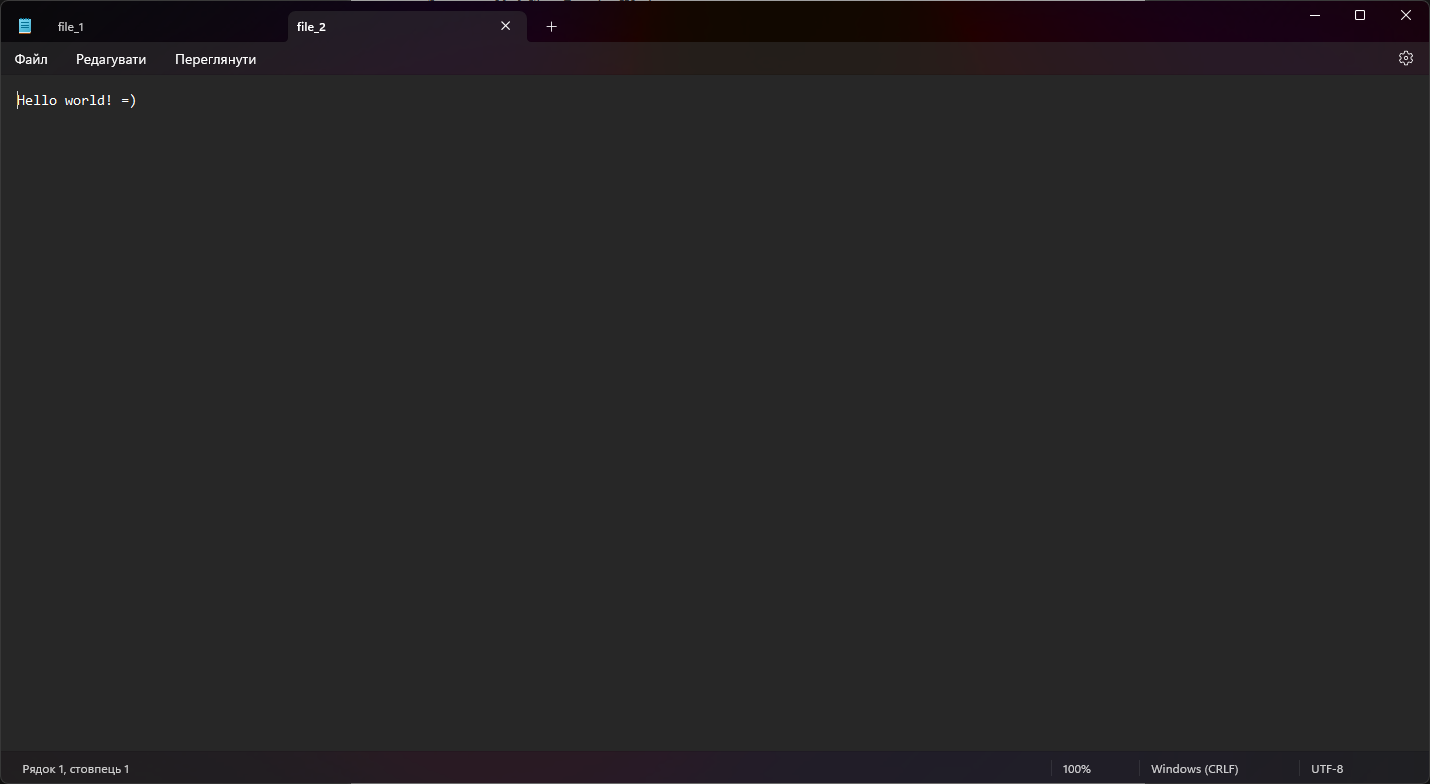 file_1
file_2
Файл Редагувати Переглянути
Hello world! =)
Рядок 1, стовпець 1 100% Windows (CRLF) UTF-8